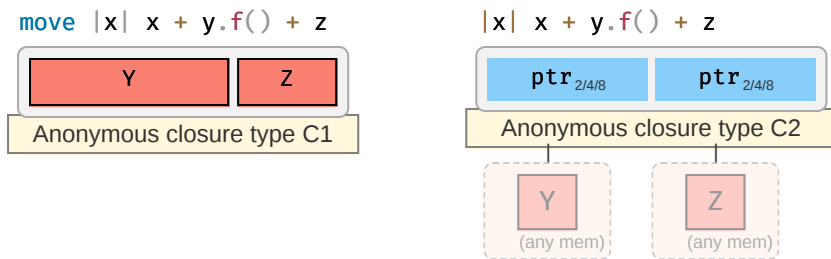 move |x| x + y.f() + z
Y Z
Anonymous closure type C1
|x| x + y.f() + z
ptr2/4/8 ptr2/4/8
Anonymous closure type C2
Y Z
(any mem) (any mem)